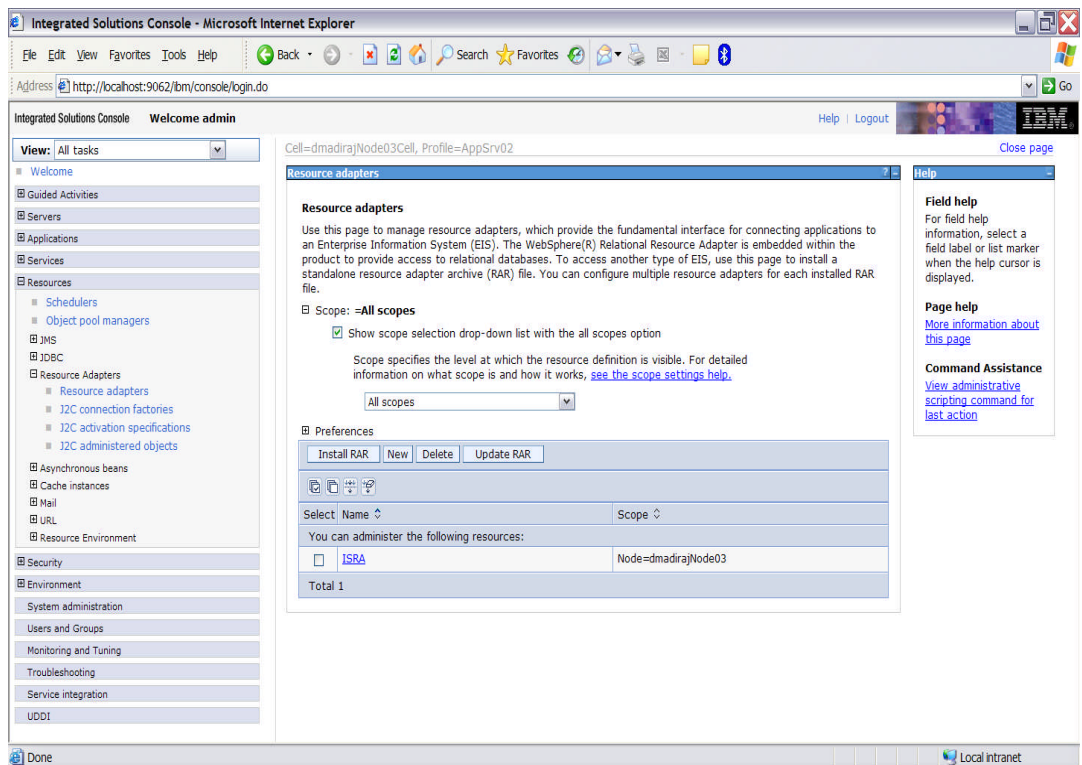 Integrated Solutions Console - Microsoft Internet Explorer
File Edit View Favorites Tools Help
Back
Search
Favorites
Address http://localhost:9062/ibm/console/login.do
Go
Integrated Solutions Console Welcome admin
Help | Logout
IBM®
View: All tasks
Welcome
Guided Activities
Servers
Applications
Services
Resources
Schedulers
Object pool managers
JMS
JDBC
Resource Adapters
Resource adapters
J2C connection factories
J2C activation specifications
J2C administered objects
Asynchronous beans
Cache instances
Mail
URL
Resource Environment
Security
Environment
System administration
Users and Groups
Monitoring and Tuning
Troubleshooting
Service integration
UDDI
Cell=dmadirajNode03Cell, Profile=AppSrv02
Close page
Resource adapters
? -
Resource adapters
Use this page to manage resource adapters, which provide the fundamental interface for connecting applications to
an Enterprise Information System (EIS). The WebSphere(R) Relational Resource Adapter is embedded within the
product to provide access to relational databases. To access another type of EIS, use this page to install a
standalone resource adapter archive (RAR) file. You can configure multiple resource adapters for each installed RAR
file.
Scope: =All scopes
Show scope selection drop-down list with the all scopes option
Scope specifies the level at which the resource definition is visible. For detailed
information on what scope is and how it works, see the scope settings help.
All scopes
Preferences
Install RAR New Delete Update RAR
Select Name Scope
You can administer the following resources:
ISRA Node=dmadirajNode03
Total 1
Help
Field help
For field help
information, select a
field label or list marker
when the help cursor is
displayed.
Page help
More information about
this page
Command Assistance
View administrative
scripting command for
last action
Done
Local intranet